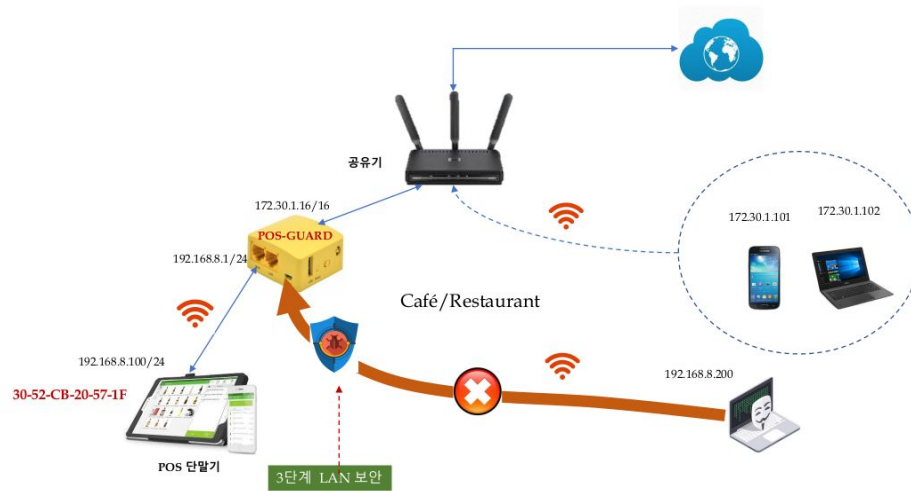 공유기
172.30.1.16/16
POS-GUARD
172.30.1.101
172.30.1.102
192.168.8.1/24
Café/Restaurant
192.168.8.100/24
192.168.8.200
30-52-CB-20-57-1F
POS 단말기
3단계 LAN 보안